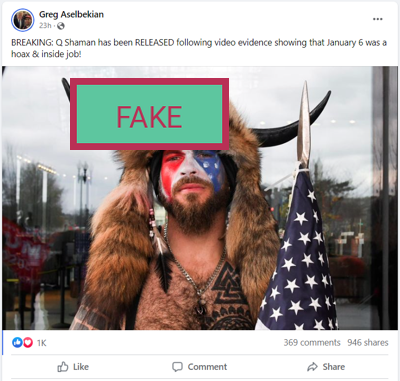 Greg Aselbekian
23h
BREAKING: Q Shaman has been RELEASED following video evidence showing that January 6 was a
hoax & inside job!
FAKE
1K 369 comments 946 shares
Like Comment Share